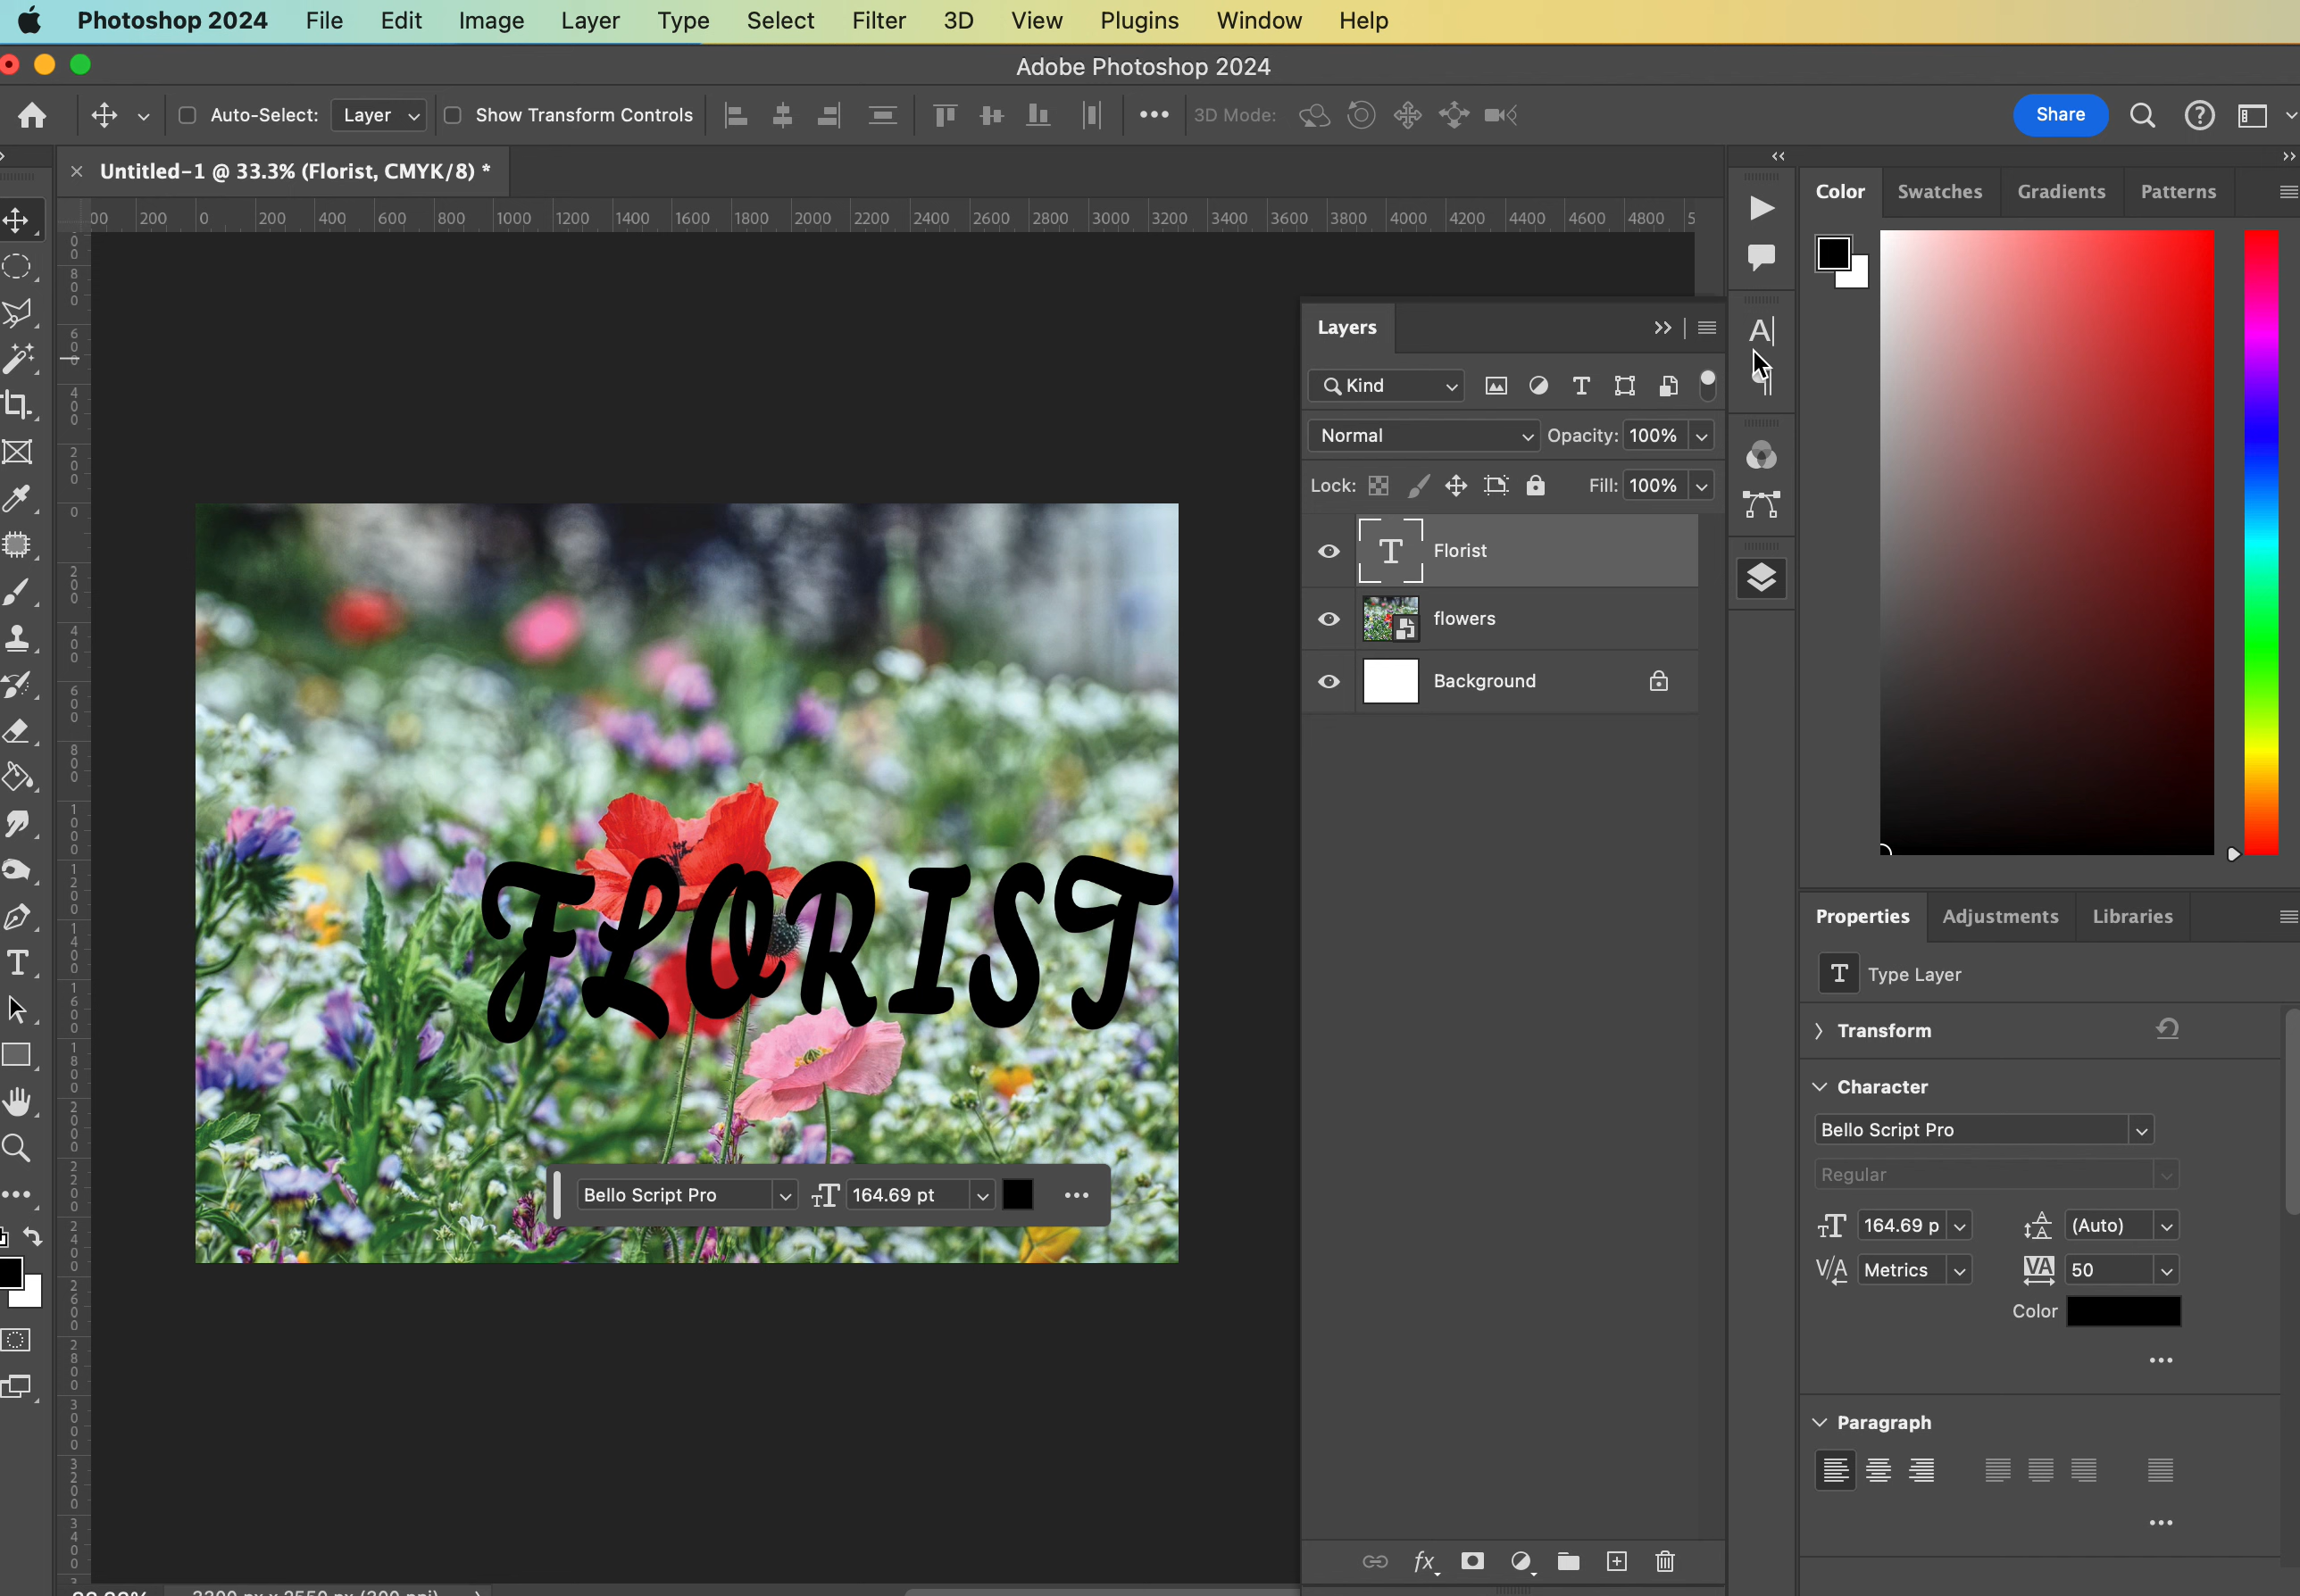 Photoshop 2024 File Edit Image Layer Type Select Filter 3D View Plugins Window Help
Adobe Photoshop 2024
Auto-Select: Layer Show Transform Controls 3D Mode: Share
Untitled-1 @ 33.3% (Florist, CMYK/8) *
00 200 0 200 400 600 800 1000 1200 1400 1600 1800 2000 2200 2400 2600 2800 3000 3200 3400 3600 3800 4000 4200 4400 4600 4800 5
Color Swatches Gradients Patterns
Layers
Kind
Normal Opacity: 100%
Lock: Fill: 100%
Florist
flowers
Background
FLORIST
Bello Script Pro 164.69 pt
Properties Adjustments Libraries
Type Layer
Transform
Character
Bello Script Pro
Regular
164.69 p (Auto)
Metrics 50
Color
Paragraph